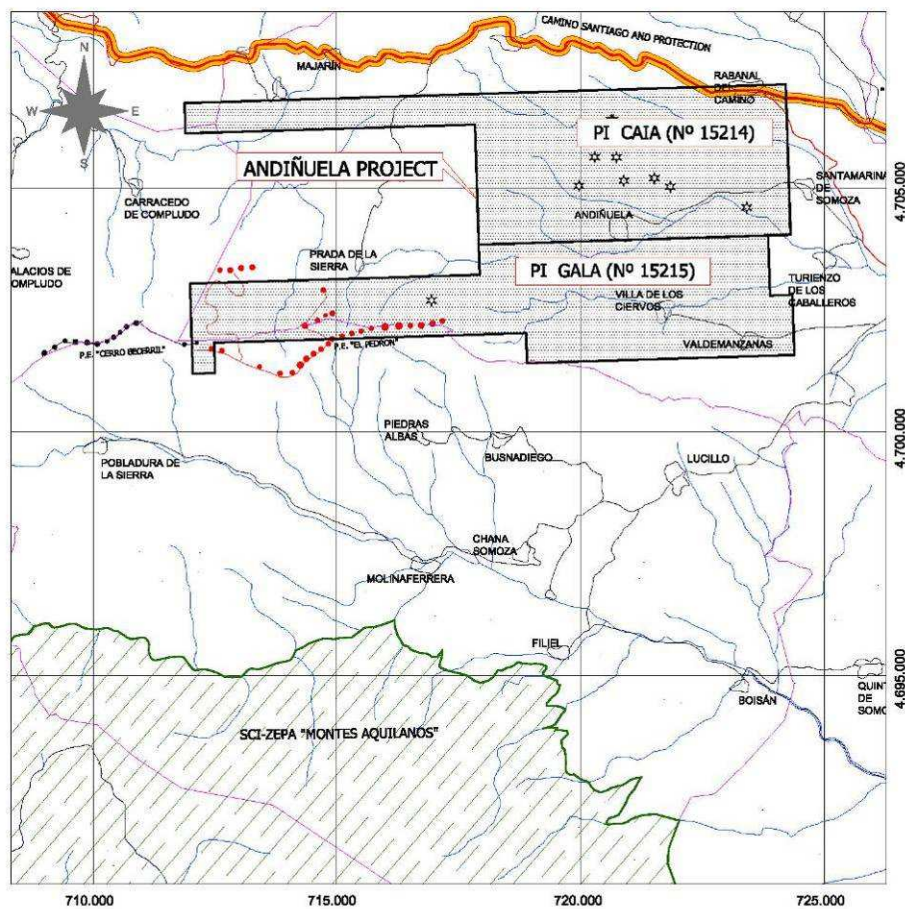 CAMINO SANTIAGO AND PROTECTION
N
MAJARÍN
RABANAL DEL
CAMINO
W
E
S
PI CAIA (Nº 15214)
ANDIÑUELA PROJECT
SANTAMARINA
DE
SOMOZA
4.705.000
CARRACEDO
DE COMPLUDO
ANDIÑUELA
PRADA DE LA
SIERRA
ALACIOS DE
OMPLUDO
PI GALA (Nº 15215)
TURIENZO
DE LOS
CABALLEROS
VILLA DE LOS
CIERVOS
P.E. "CERRO BECERRIL"
P.E. "EL PEDRON"
VALDEMANZANAS
PIEDRAS
ALBAS
4.700.000
BUSNADIEGO
LUCILLO
POBLADURA DE
LA SIERRA
CHANA
SOMOZA
MOLINAFERRERA
FILIEL
4.695.000
BOISÁN
QUIN
DE
SOMO
SCI-ZEPA "MONTES AQUILANOS"
710.000
715.000
720.000
725.000